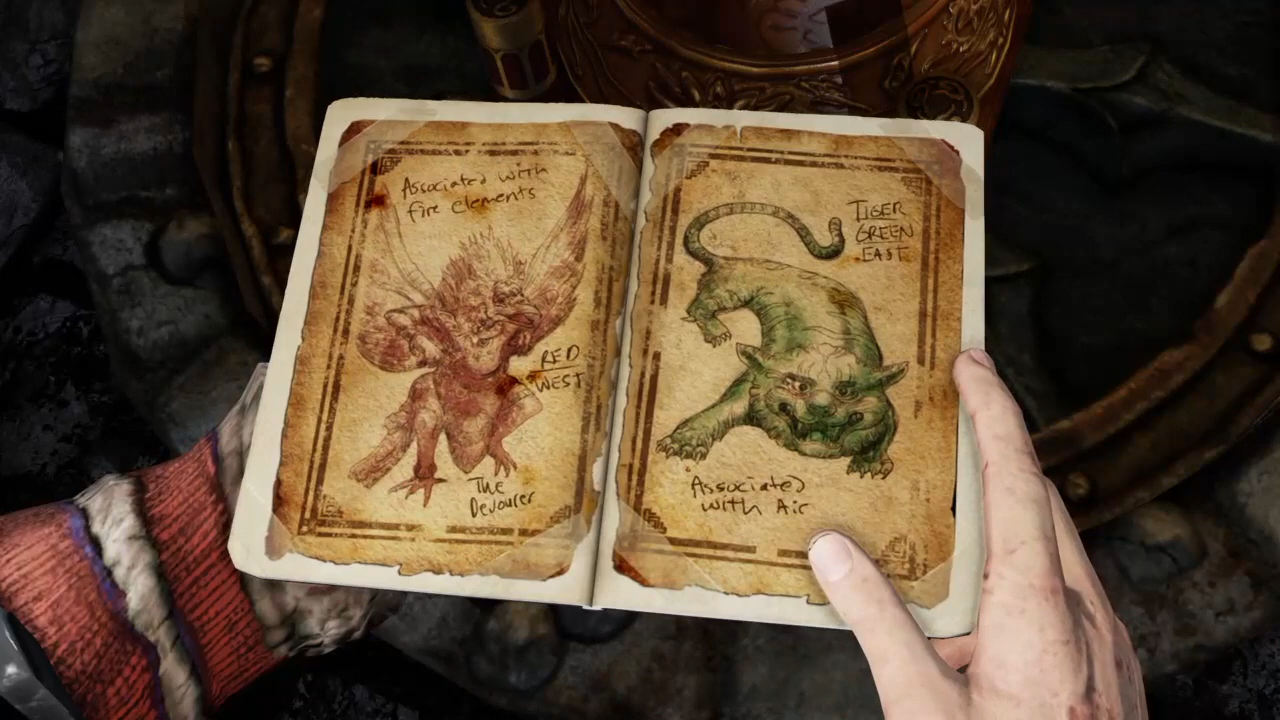 Associated with
fire elements
RED
WEST
The
Devourer
TIGER
GREEN
EAST
Associated
with Air